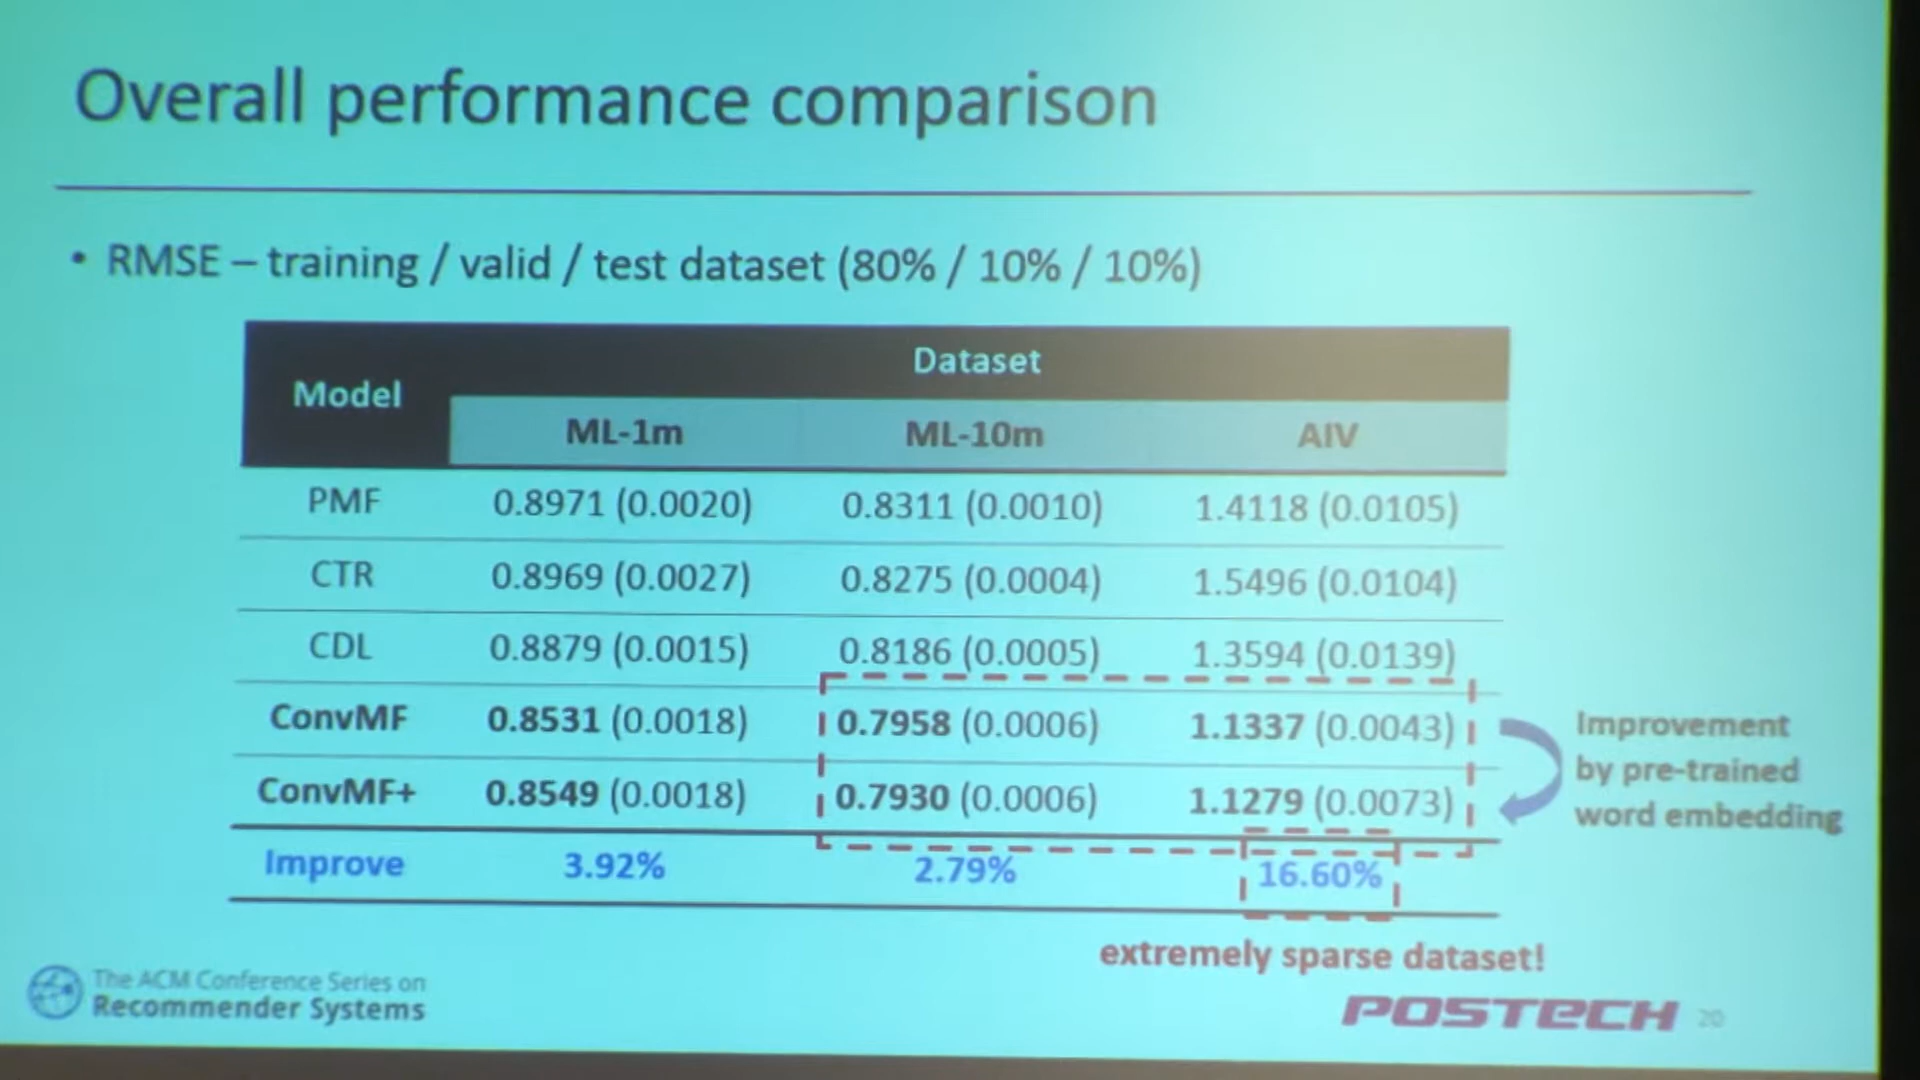 Overall performance comparison
• RMSE – training / valid / test dataset (80% / 10% / 10%)
Model Dataset
ML-1m ML-10m AIV
PMF 0.8971 (0.0020) 0.8311 (0.0010) 1.4118 (0.0105)
CTR 0.8969 (0.0027) 0.8275 (0.0004) 1.5496 (0.0104)
CDL 0.8879 (0.0015) 0.8186 (0.0005) 1.3594 (0.0139)
ConvMF 0.8531 (0.0018) 0.7958 (0.0006) 1.1337 (0.0043)
ConvMF+ 0.8549 (0.0018) 0.7930 (0.0006) 1.1279 (0.0073)
Improve 3.92% 2.79% 16.60%
Improvement
by pre-trained
word embedding
extremely sparse dataset!
The ACM Conference Series on
Recommender Systems
POSTECH 20